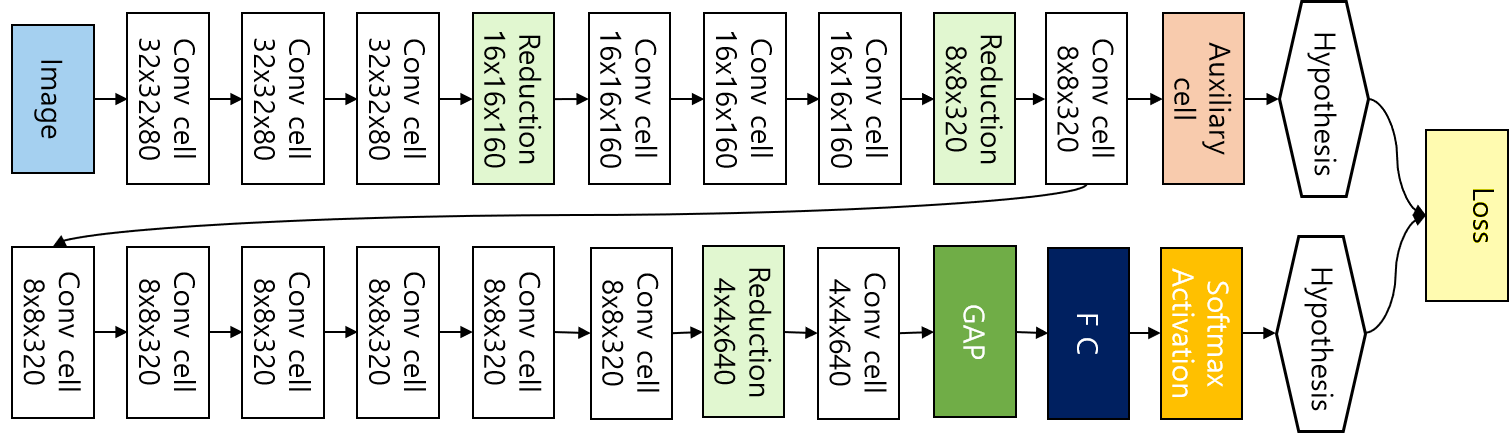 Image
Conv cell
32x32x80
Conv cell
32x32x80
Conv cell
32x32x80
Reduction
16x16x160
Conv cell
16x16x160
Conv cell
16x16x160
Conv cell
16x16x160
Reduction
8x8x320
Conv cell
8x8x320
Auxiliary
cell
Hypothesis
Loss
Conv cell
8x8x320
Conv cell
8x8x320
Conv cell
8x8x320
Conv cell
8x8x320
Conv cell
8x8x320
Conv cell
8x8x320
Reduction
4x4x640
Conv cell
4x4x640
GAP
F C
Softmax
Activation
Hypothesis